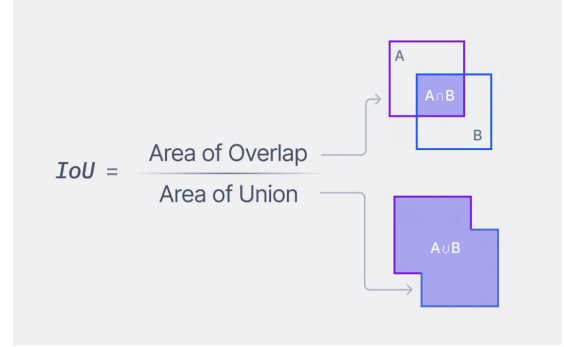 IoU =
Area of Overlap
Area of Union
A
A∩B
B
A∪B